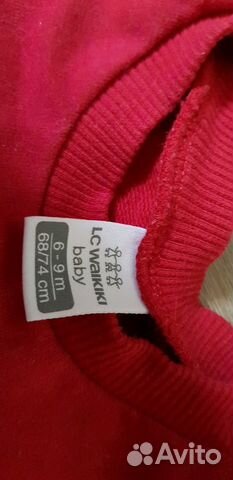 LC WAIKIKI
baby
6 - 9 m
68/74 cm
Avito